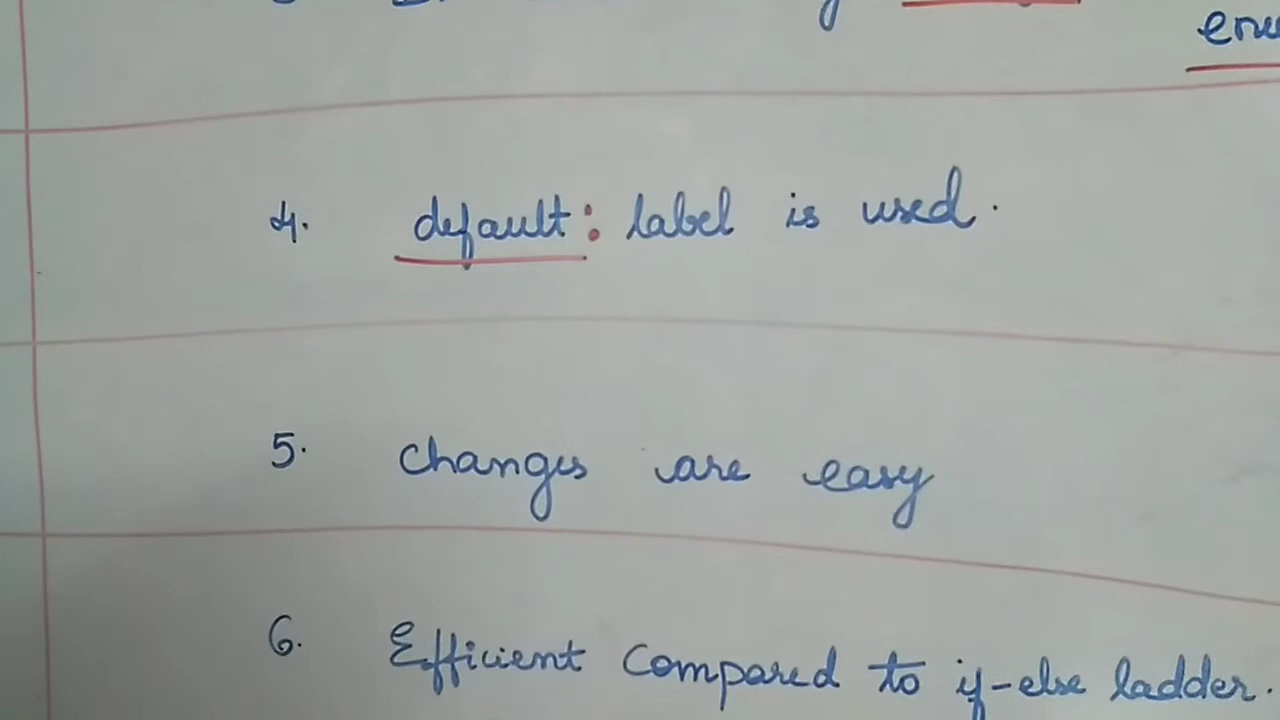 4. default: label is used.
5. changes are easy
6. Efficient Compared to if-else ladder.